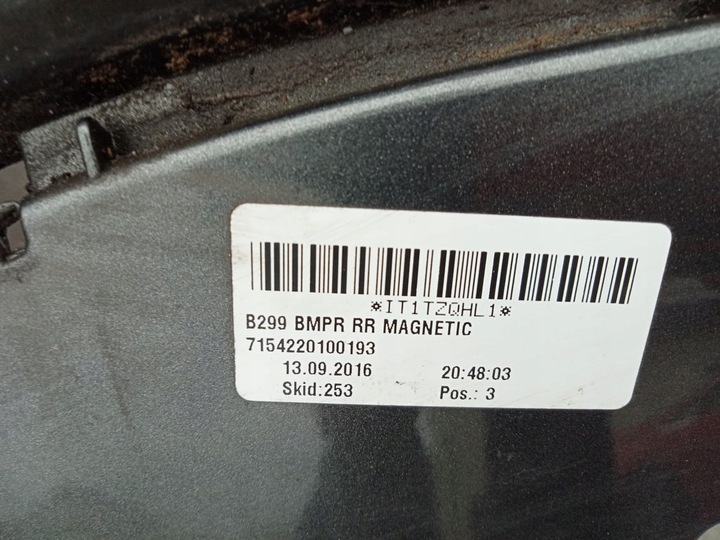 *IT1TZQHL1*
B299 BMPR RR MAGNETIC
7154220100193
13.09.2016 20:48:03
Skid:253 Pos.: 3